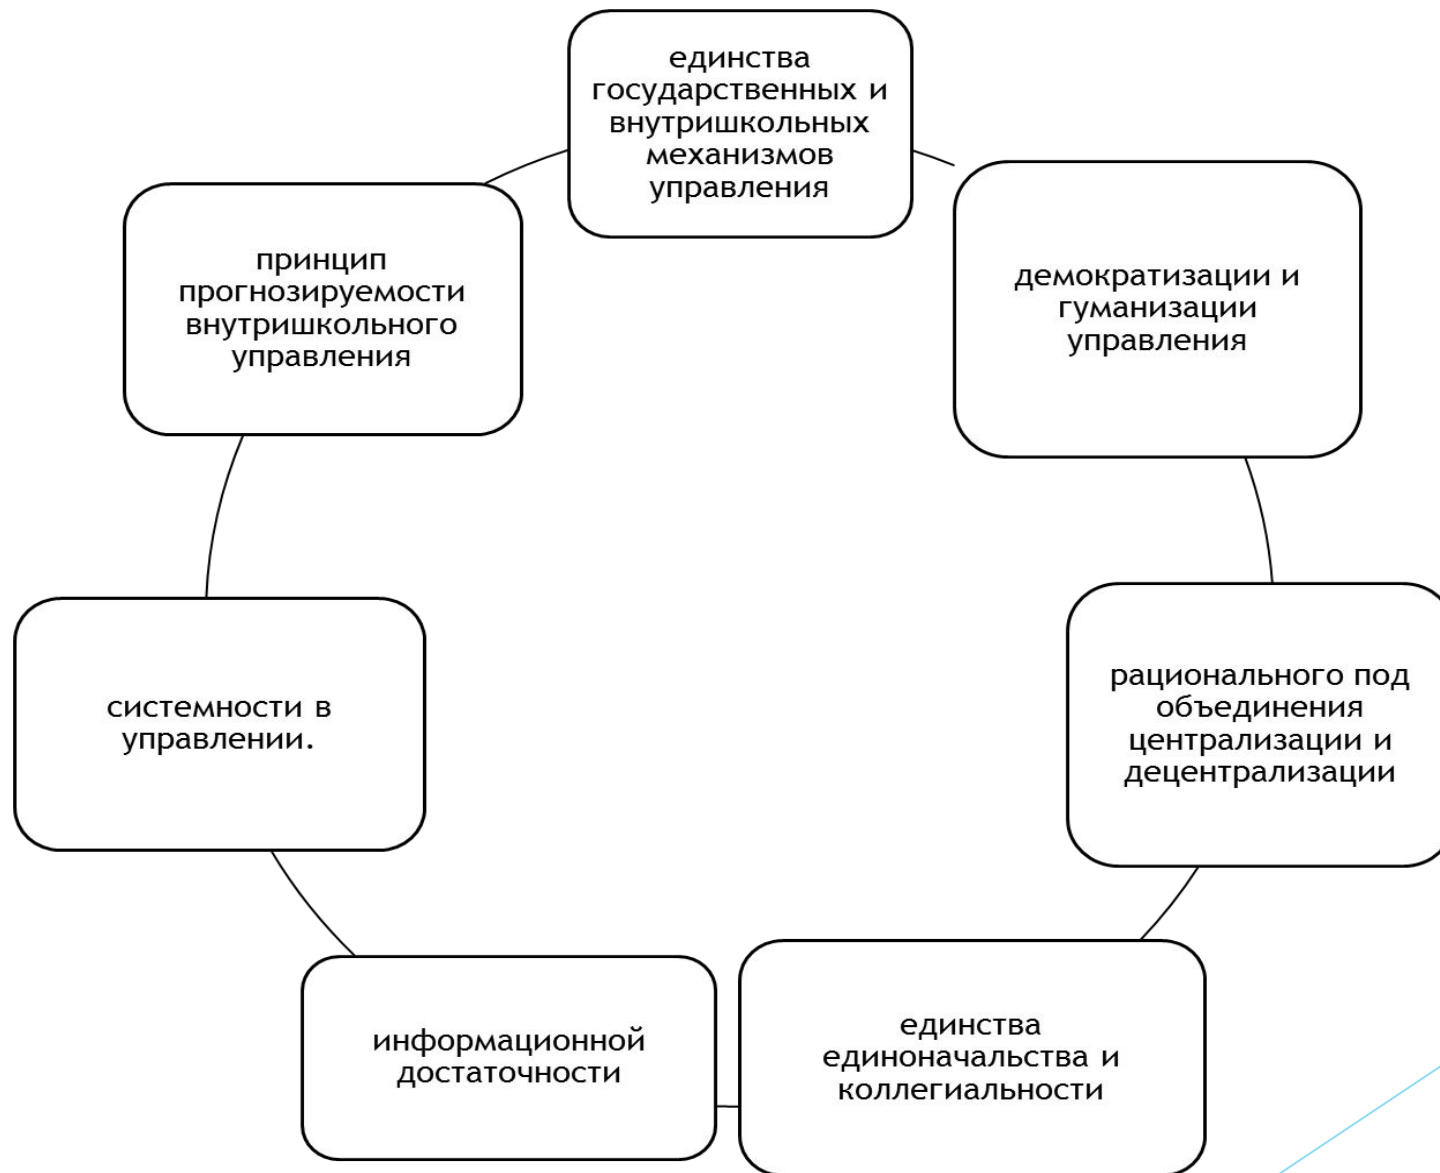 единства
государственных и
внутришкольных
механизмов
управления
демократизации и
гуманизации
управления
рационального под
объединения
централизации и
децентрализации
единства
единоначальства и
коллегиальности
информационной
достаточности
системности в
управлении.
принцип
прогнозируемости
внутришкольного
управления